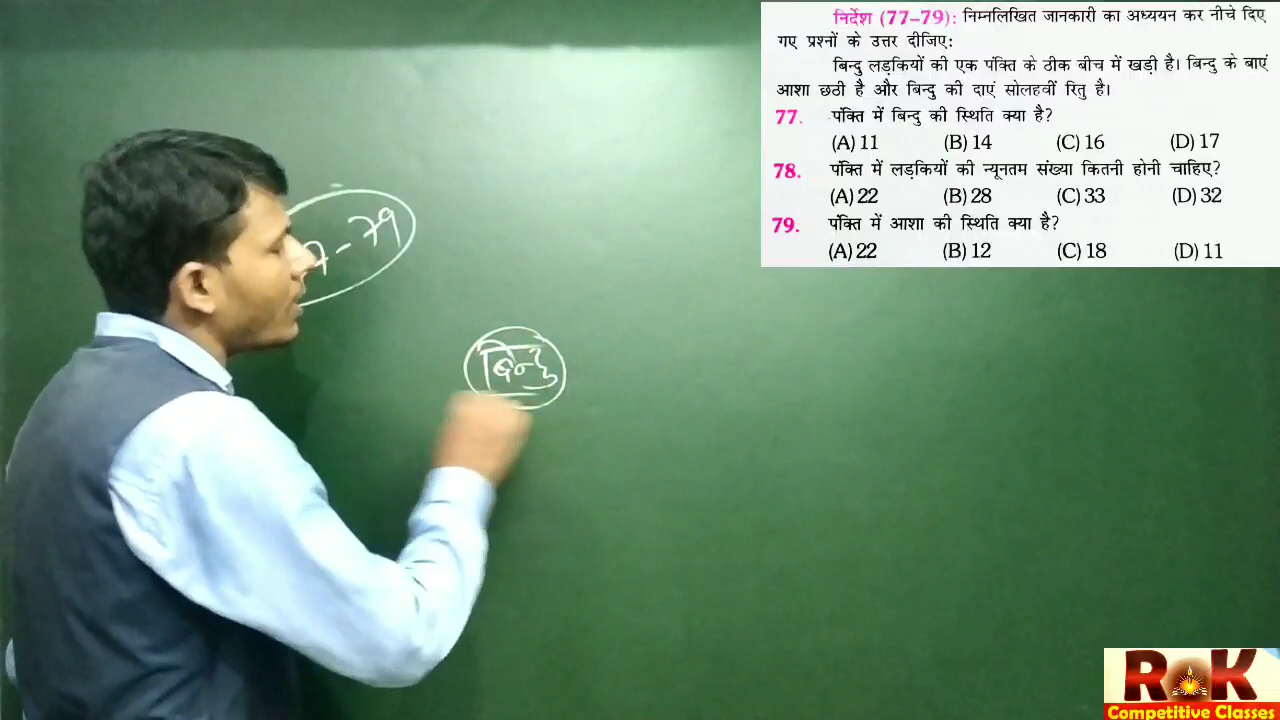 निर्देश (77–79): निम्नलिखित जानकारी का अध्ययन कर नीचे दिए
गए प्रश्नों के उत्तर दीजिए:
बिन्दु लड़कियों की एक पंक्ति के ठीक बीच में खड़ी है। बिन्दु के बाएं
आशा छठी है और बिन्दु की दाएं सोलहवीं रितु है।
77. पंक्ति में बिन्दु की स्थिति क्या है?
(A) 11 (B) 14 (C) 16 (D) 17
78. पंक्ति में लड़कियों की न्यूनतम संख्या कितनी होनी चाहिए?
(A) 22 (B) 28 (C) 33 (D) 32
79. पंक्ति में आशा की स्थिति क्या है?
(A) 22 (B) 12 (C) 18 (D) 11
7 - 79
बिन्दु
RK
Competitive Classes